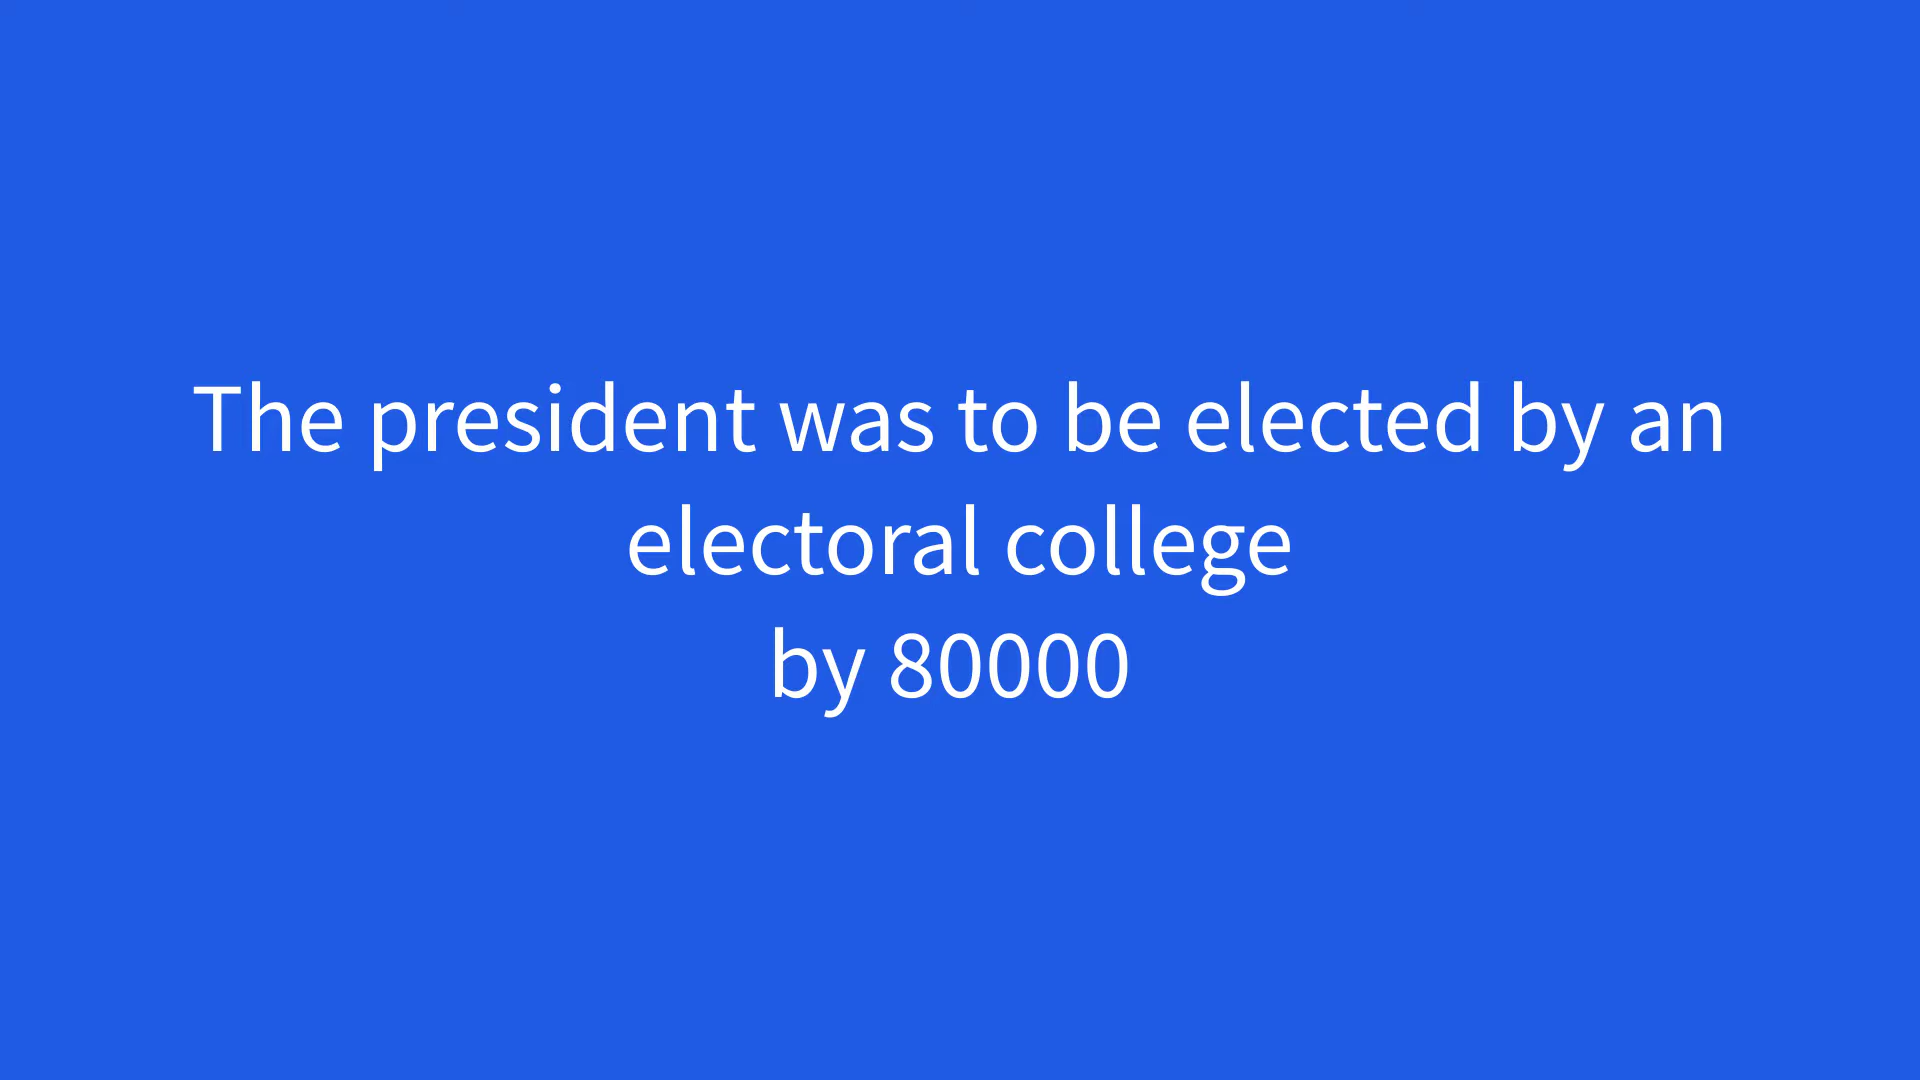 The president was to be elected by an
electoral college
by 80000